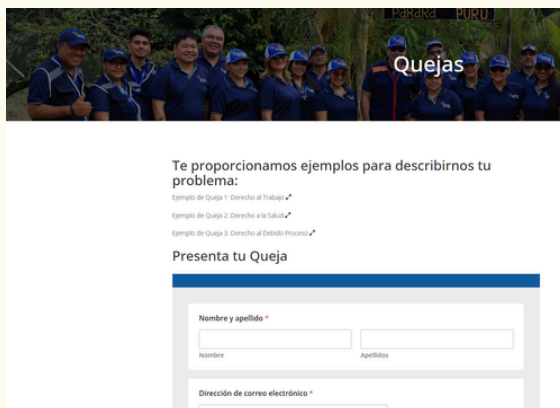 PARARÁ PURÚ
Quejas
Te proporcionamos ejemplos para describirnos tu
problema:
Ejemplo de Queja 1: Derecho al Trabajo
Ejemplo de Queja 2: Derecho a la Salud
Ejemplo de Queja 3: Derecho al Debido Proceso
Presenta tu Queja
Nombre y apellido *
Nombre Apellidos
Dirección de correo electrónico *